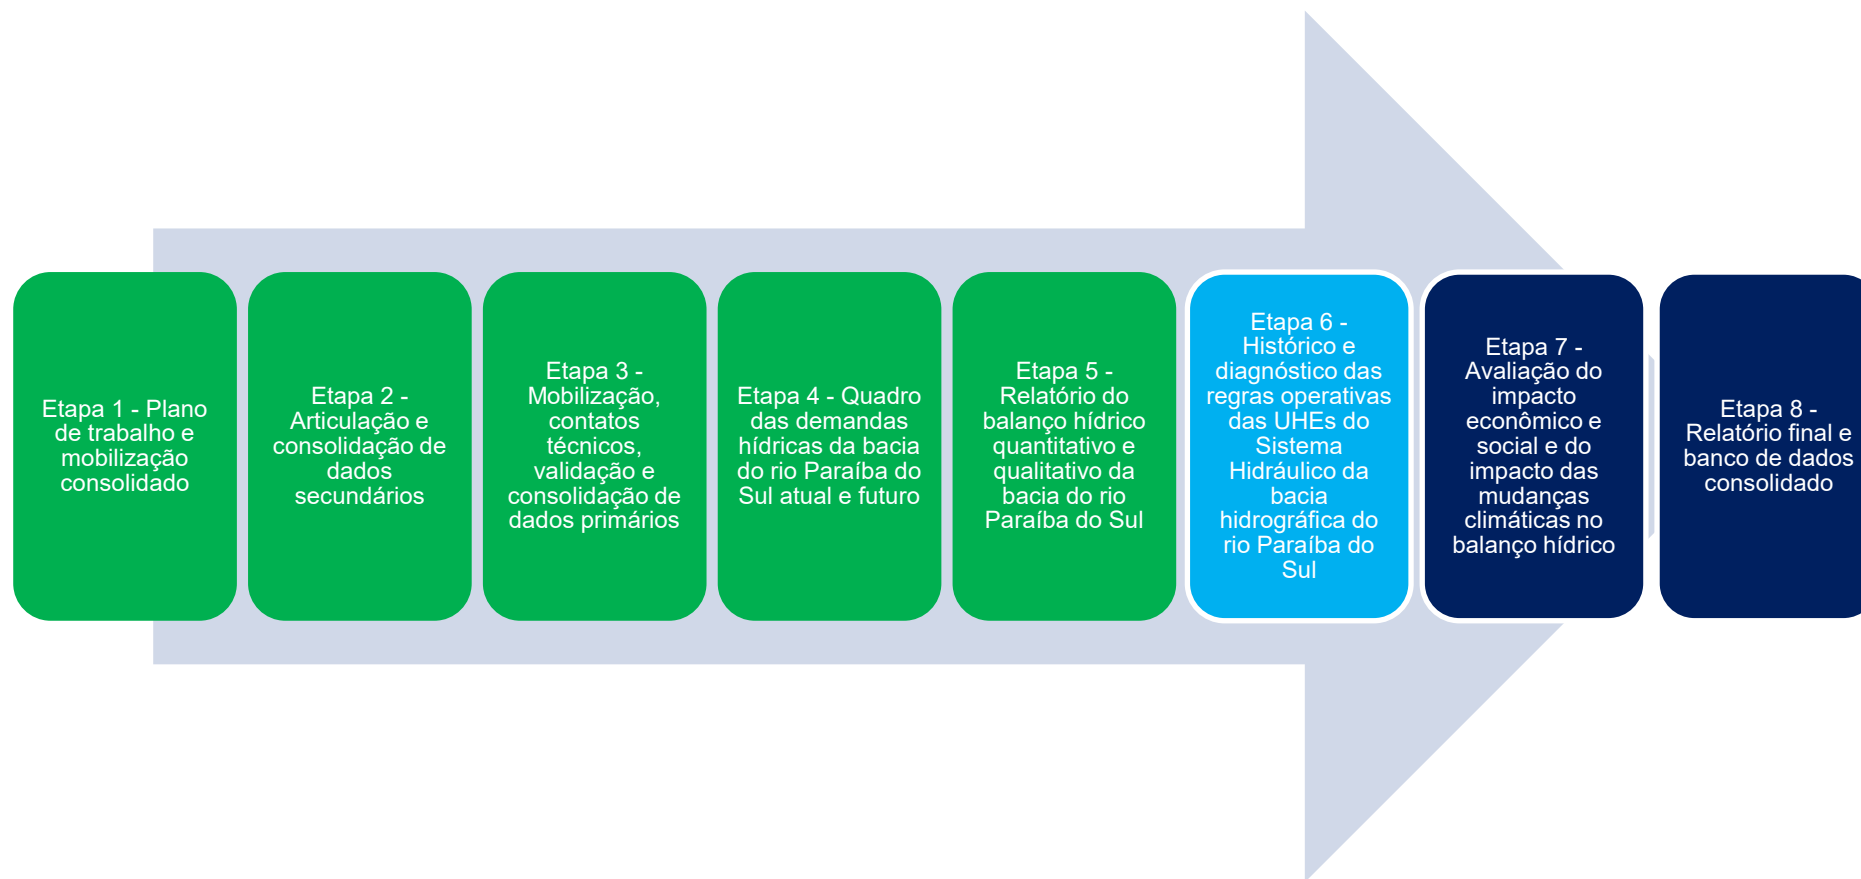 Etapa 1 - Plano
de trabalho e
mobilização
consolidado
Etapa 2 -
Articulação e
consolidação de
dados
secundários
Etapa 3 -
Mobilização,
contatos
técnicos,
validação e
consolidação de
dados primários
Etapa 4 - Quadro
das demandas
hídricas da bacia
do rio Paraíba do
Sul atual e futuro
Etapa 5 -
Relatório do
balanço hídrico
quantitativo e
qualitativo da
bacia do rio
Paraíba do Sul
Etapa 6 -
Histórico e
diagnóstico das
regras operativas
das UHEs do
Sistema
Hidráulico da
bacia
hidrográfica do
rio Paraíba do
Sul
Etapa 7 -
Avaliação do
impacto
econômico e
social e do
impacto das
mudanças
climáticas no
balanço hídrico
Etapa 8 -
Relatório final e
banco de dados
consolidado